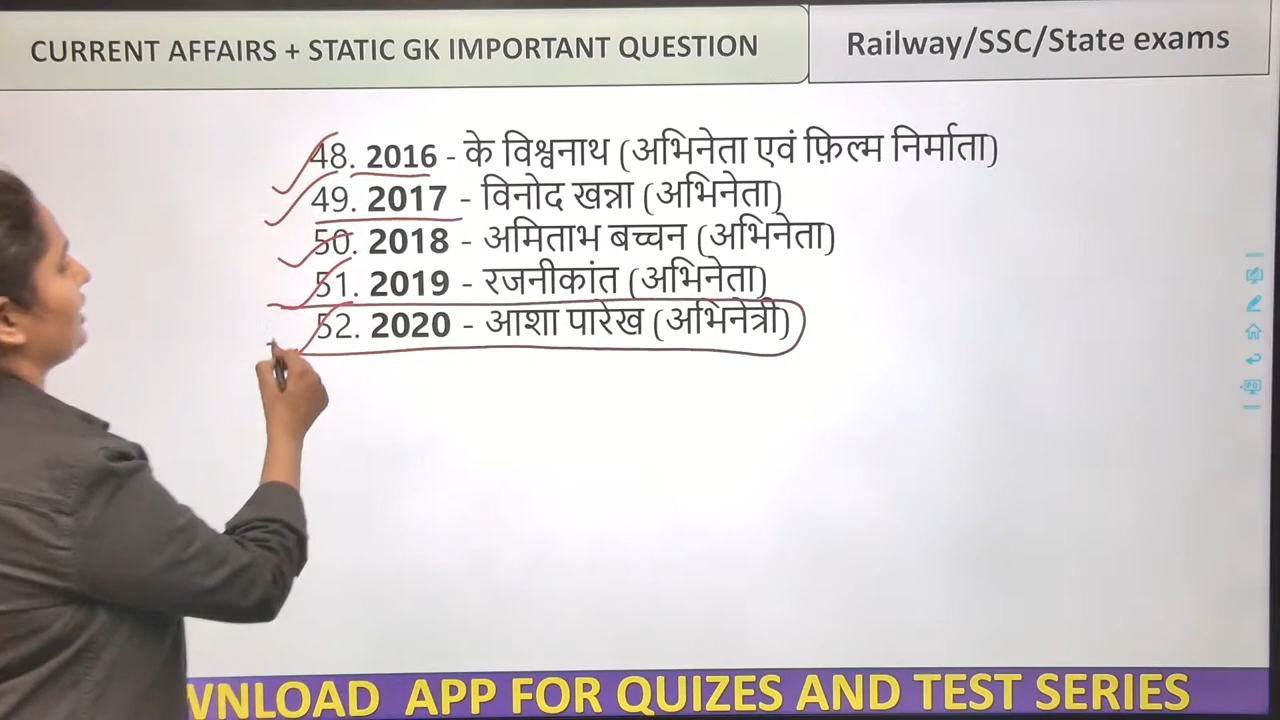 CURRENT AFFAIRS + STATIC GK IMPORTANT QUESTION
Railway/SSC/State exams
48. 2016 - के विश्वनाथ (अभिनेता एवं फ़िल्म निर्माता)
49. 2017 - विनोद खन्ना (अभिनेता)
50. 2018 - अमिताभ बच्चन (अभिनेता)
51. 2019 - रजनीकांत (अभिनेता)
52. 2020 - आशा पारेख (अभिनेत्री)
WNLOAD APP FOR QUIZES AND TEST SERIES